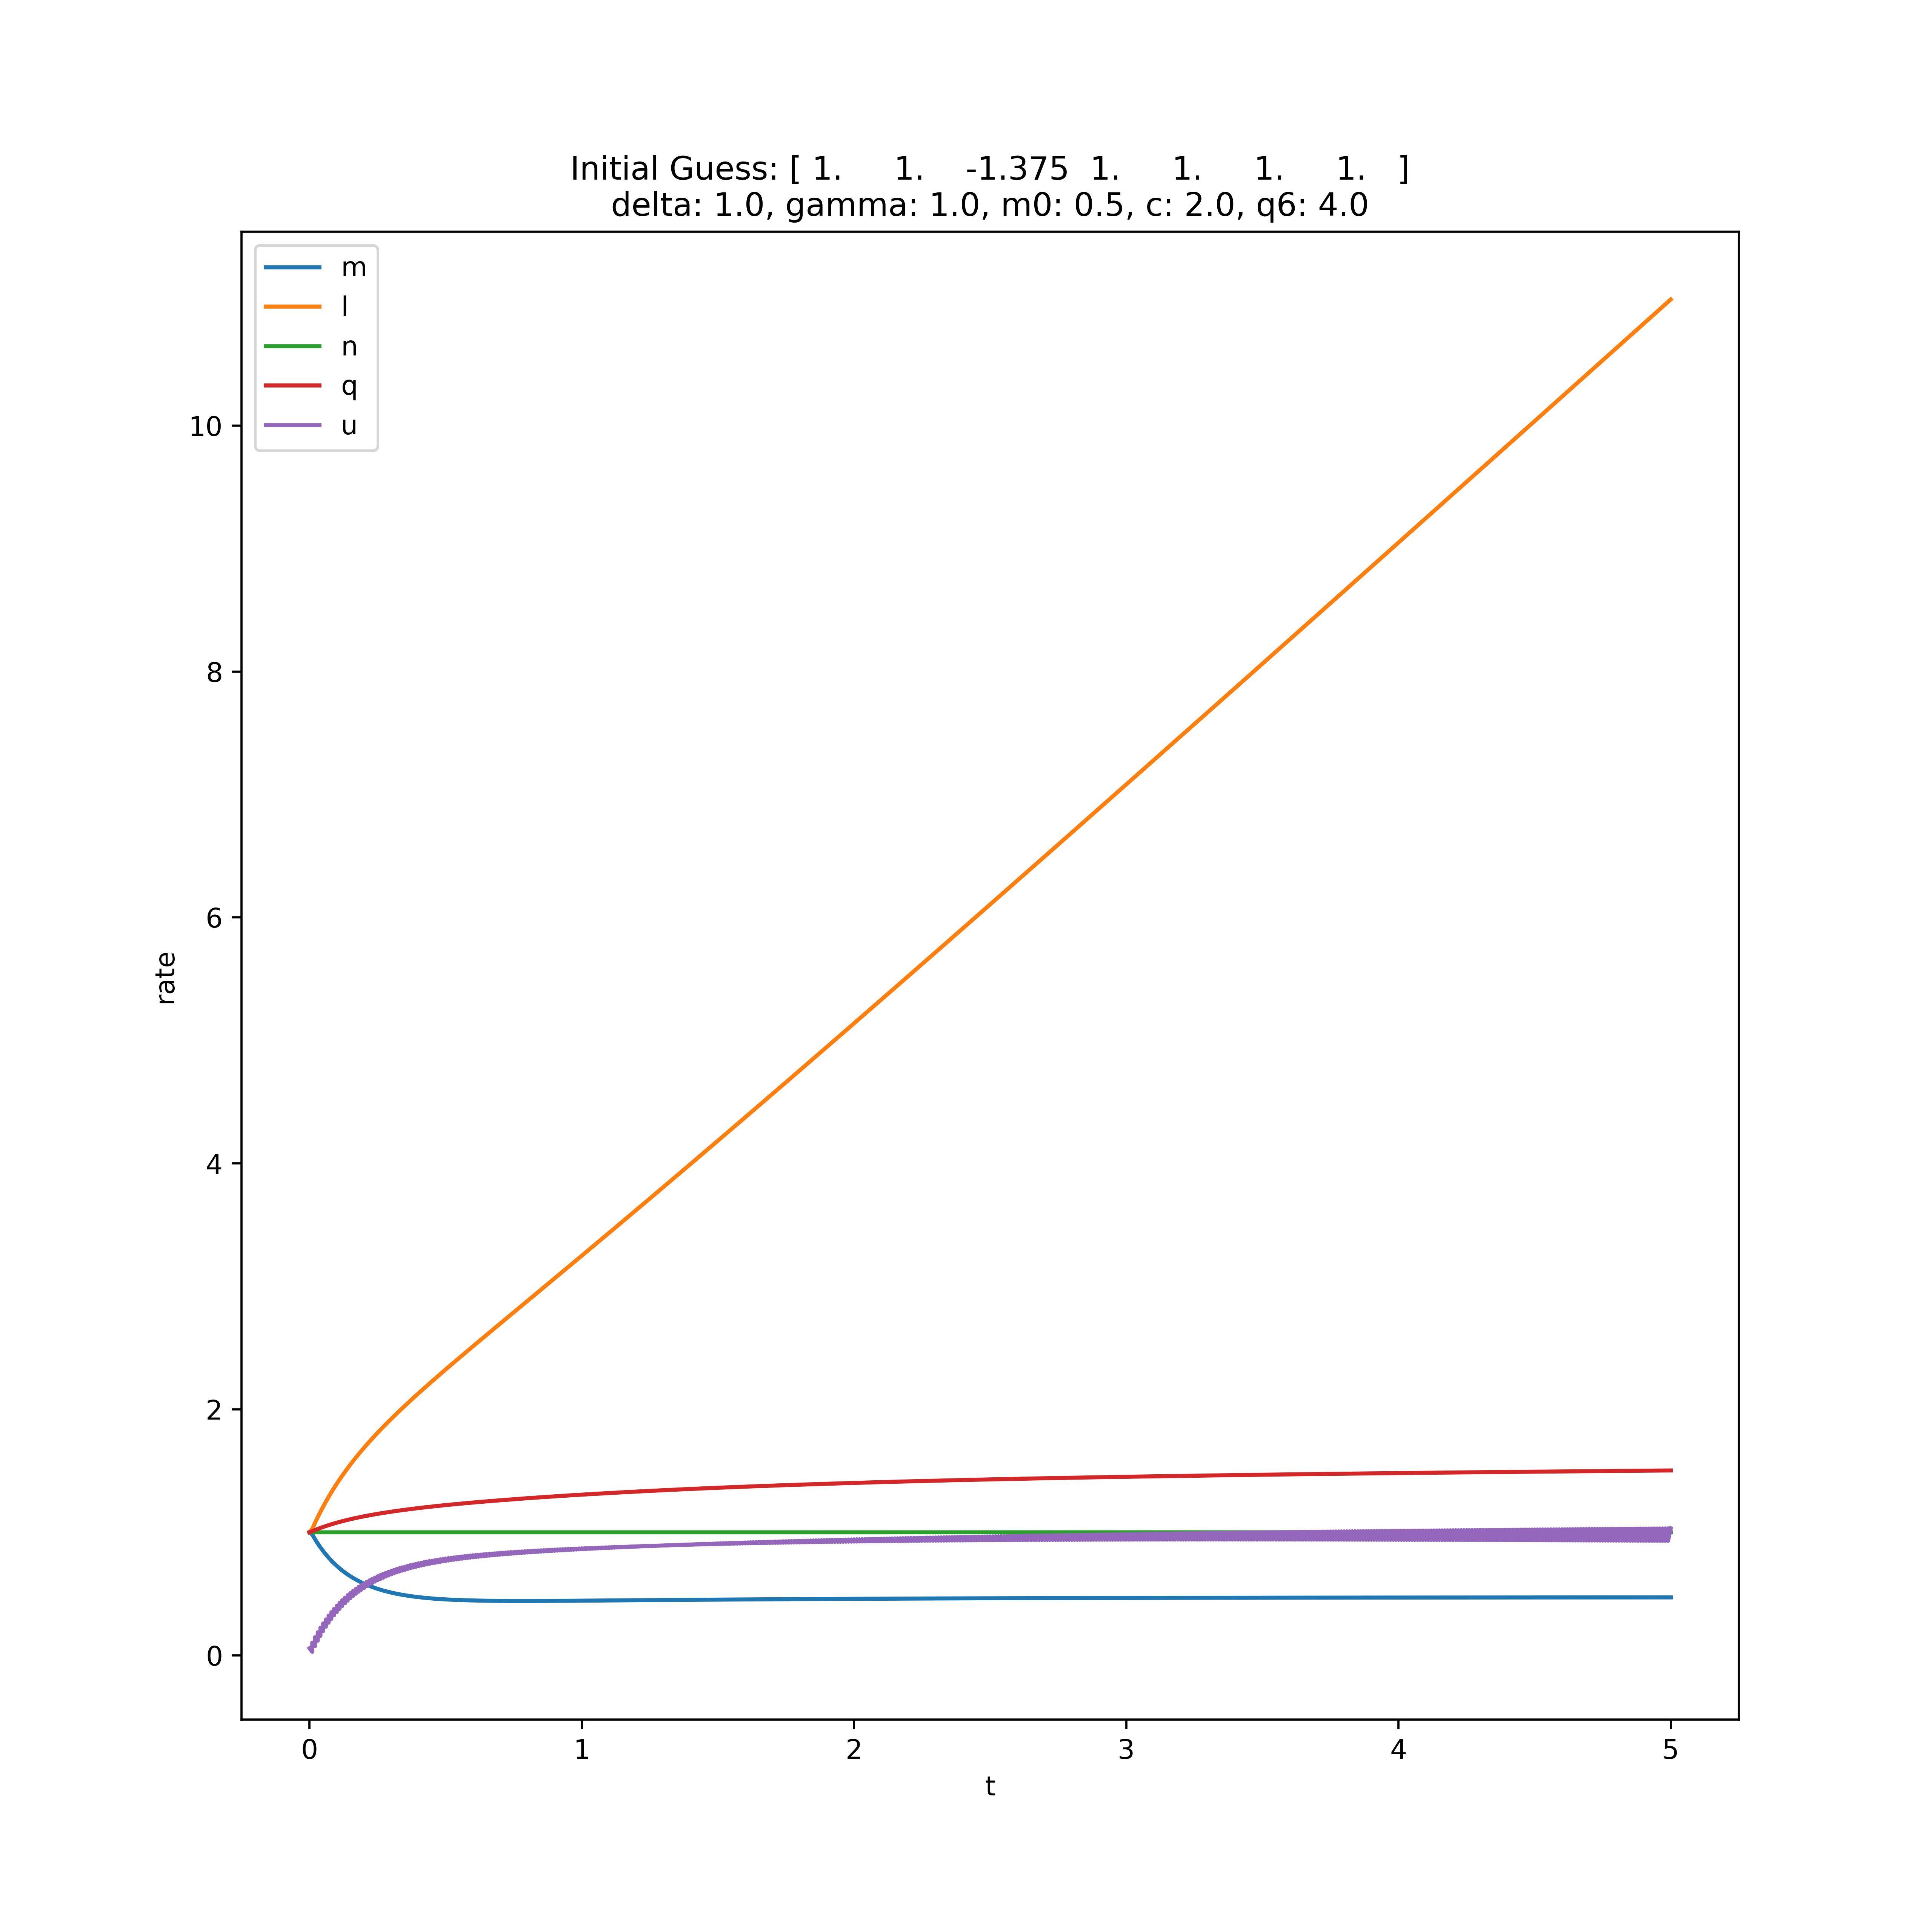 Initial Guess: [ 1. 1. -1.375 1. 1. 1. 1. ]
delta: 1.0, gamma: 1.0, m0: 0.5, c: 2.0, q6: 4.0
m
l
n
q
u
10
8
6
4
2
0
rate
0 1 2 3 4 5
t